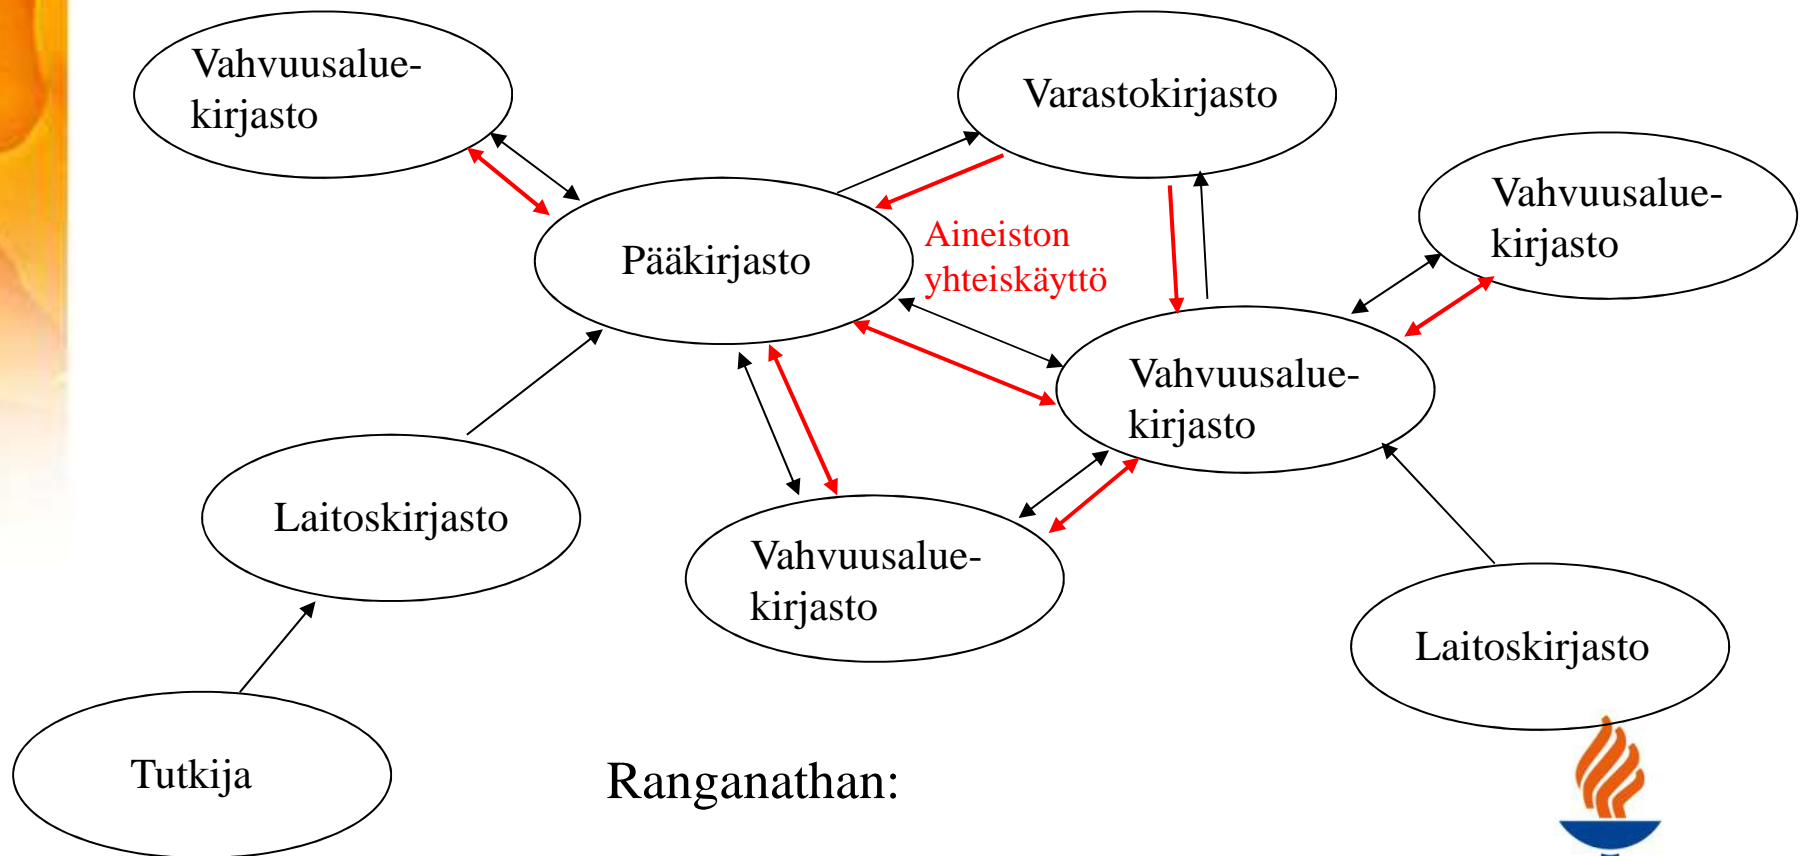 Vahvuusalue-
kirjasto
Varastokirjasto
Vahvuusalue-
kirjasto
Pääkirjasto
Aineiston
yhteiskäyttö
Vahvuusalue-
kirjasto
Laitoskirjasto
Vahvuusalue-
kirjasto
Laitoskirjasto
Tutkija
Ranganathan: